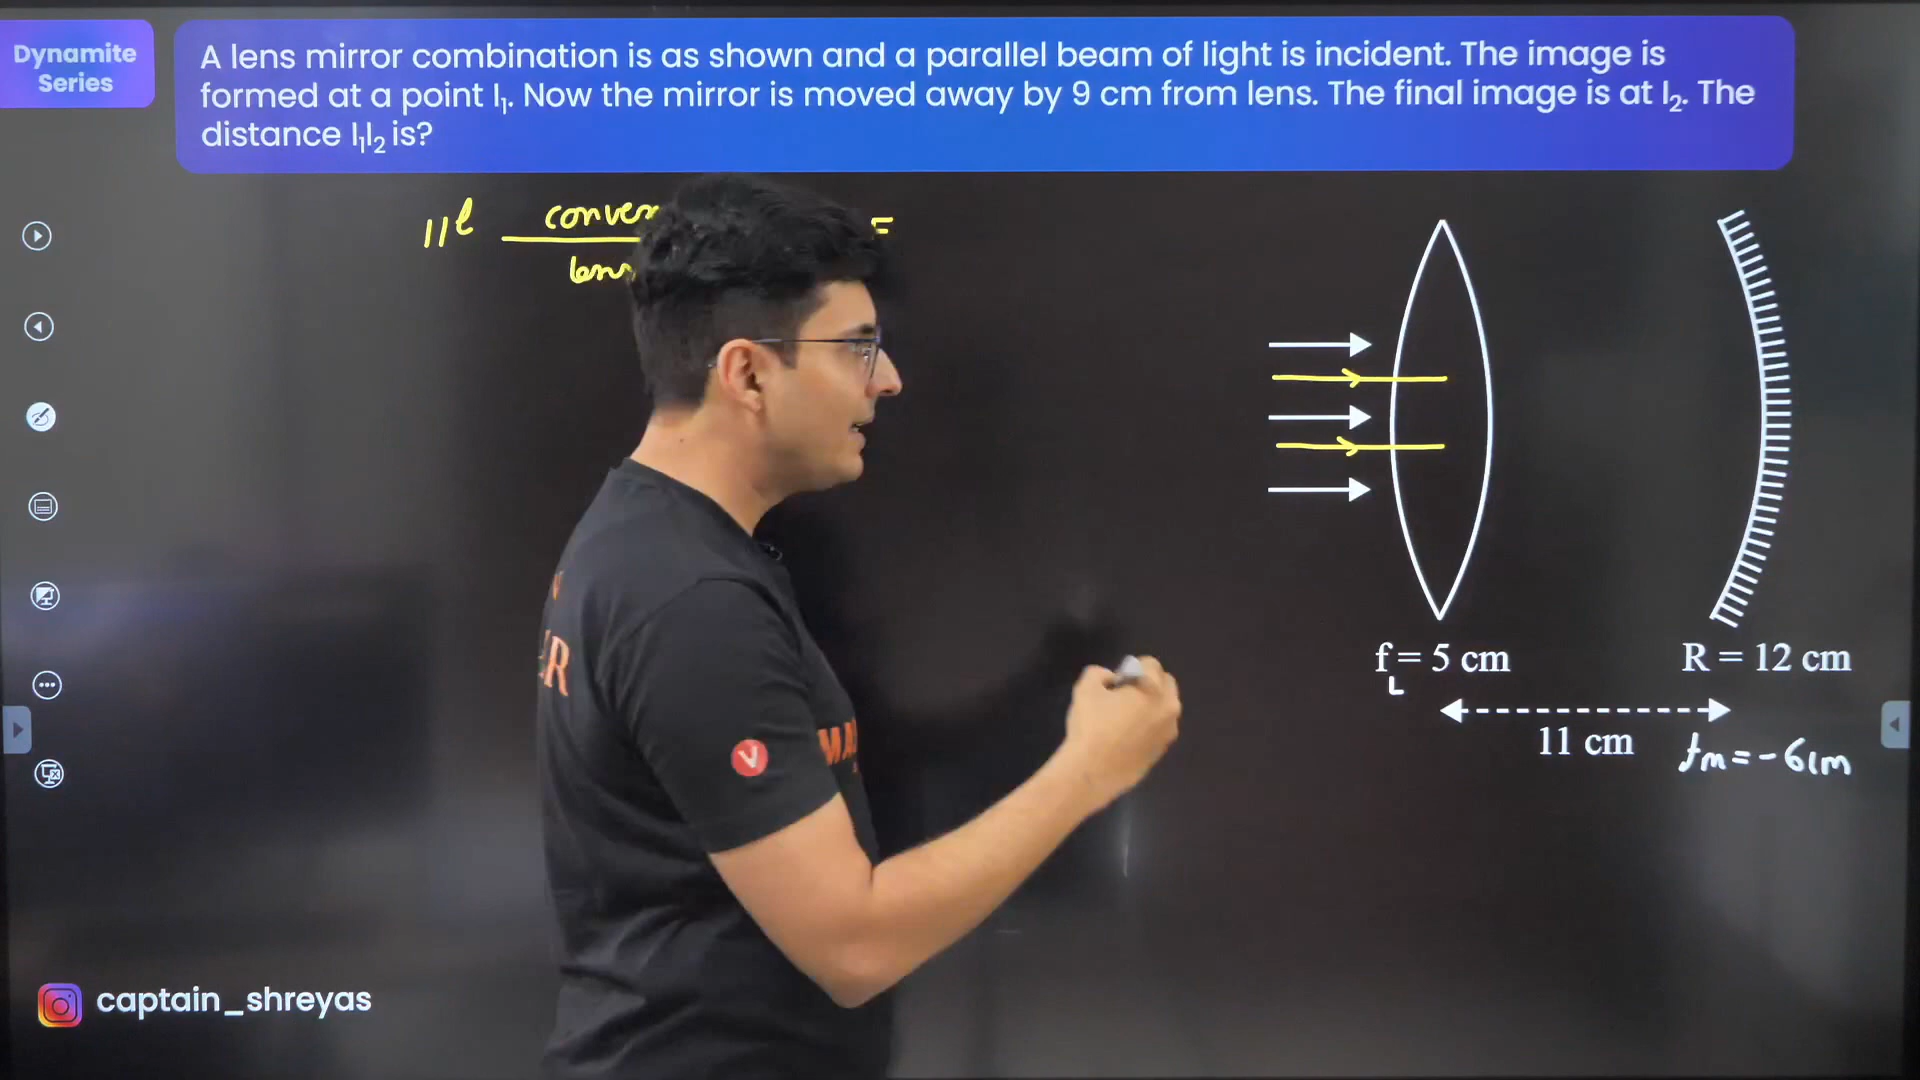 Dynamite
Series
A lens mirror combination is as shown and a parallel beam of light is incident. The image is
formed at a point I₁. Now the mirror is moved away by 9 cm from lens. The final image is at I₂. The
distance I₁I₂ is?
||l
lens
F
f = 5 cm
L
R = 12 cm
11 cm
fm = -6cm
R
V
captain_shreyas